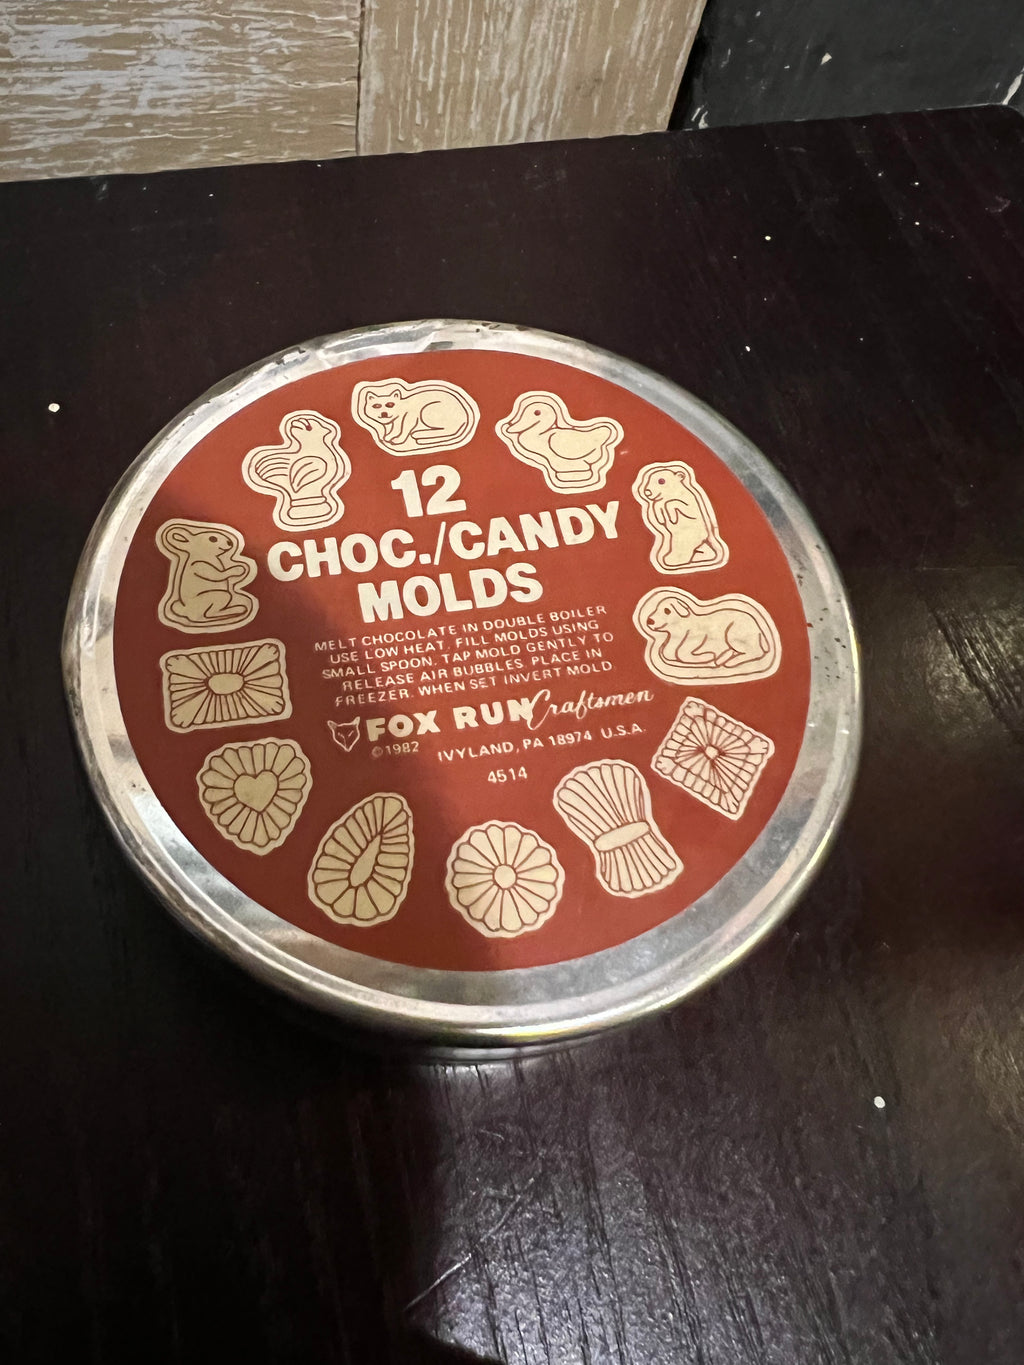 12
CHOC./CANDY
MOLDS
MELT CHOCOLATE IN DOUBLE BOILER
USE LOW HEAT. FILL MOLDS USING
SMALL SPOON. TAP MOLD GENTLY TO
RELEASE AIR BUBBLES. PLACE IN
FREEZER. WHEN SET INVERT MOLD.
FOX RUN Craftsmen
©1982 IVYLAND, PA 18974 U.S.A.
4514